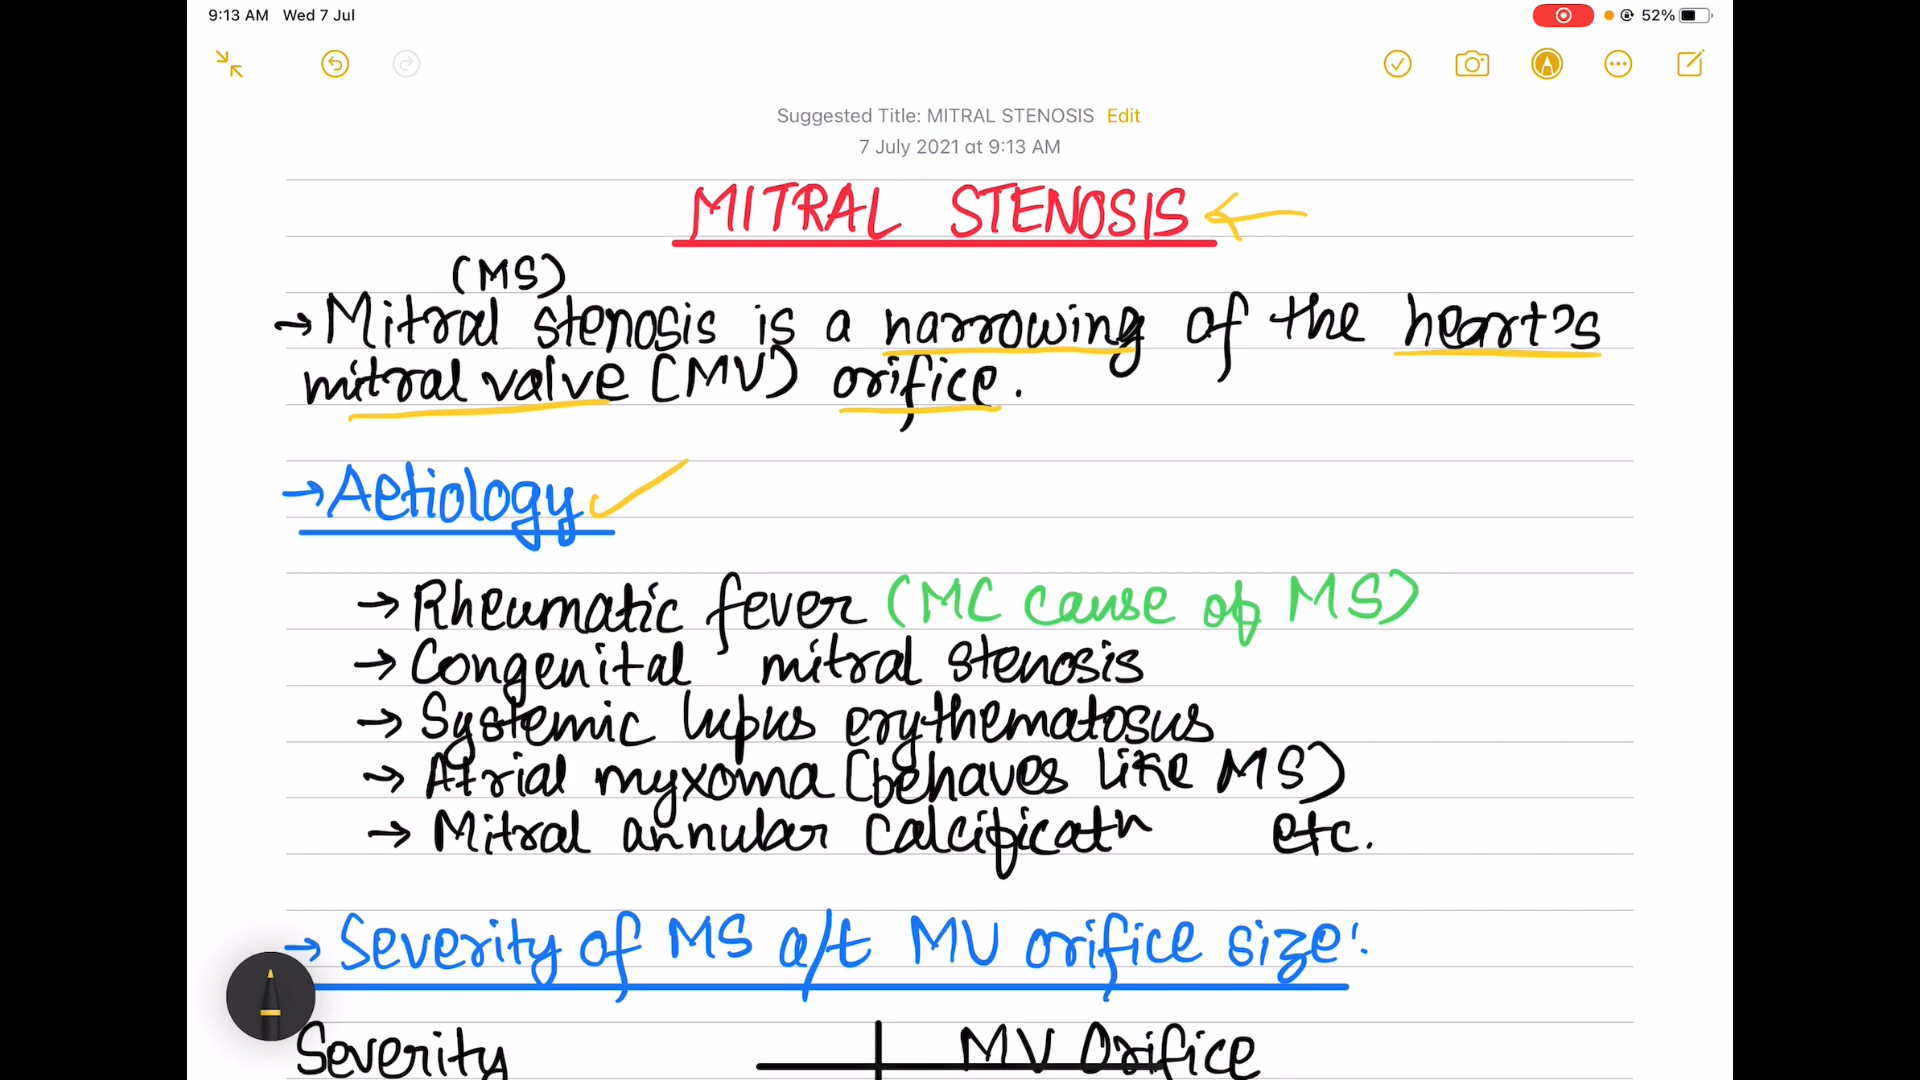 9:13 AM Wed 7 Jul
52%
Suggested Title: MITRAL STENOSIS Edit
7 July 2021 at 9:13 AM
MITRAL STENOSIS ←
(MS)
→ Mitral stenosis is a narrowing of the heart's
mitral valve (MV) orifice.
→ Aetiology ✓
→ Rheumatic fever (MC cause of MS)
→ Congenital mitral stenosis
→ Systemic lupus erythematosus
→ Atrial myxoma (behaves like MS)
→ Mitral annular calcificatn etc.
→ Severity of MS a/t MV orifice size:
Severity MV Orifice